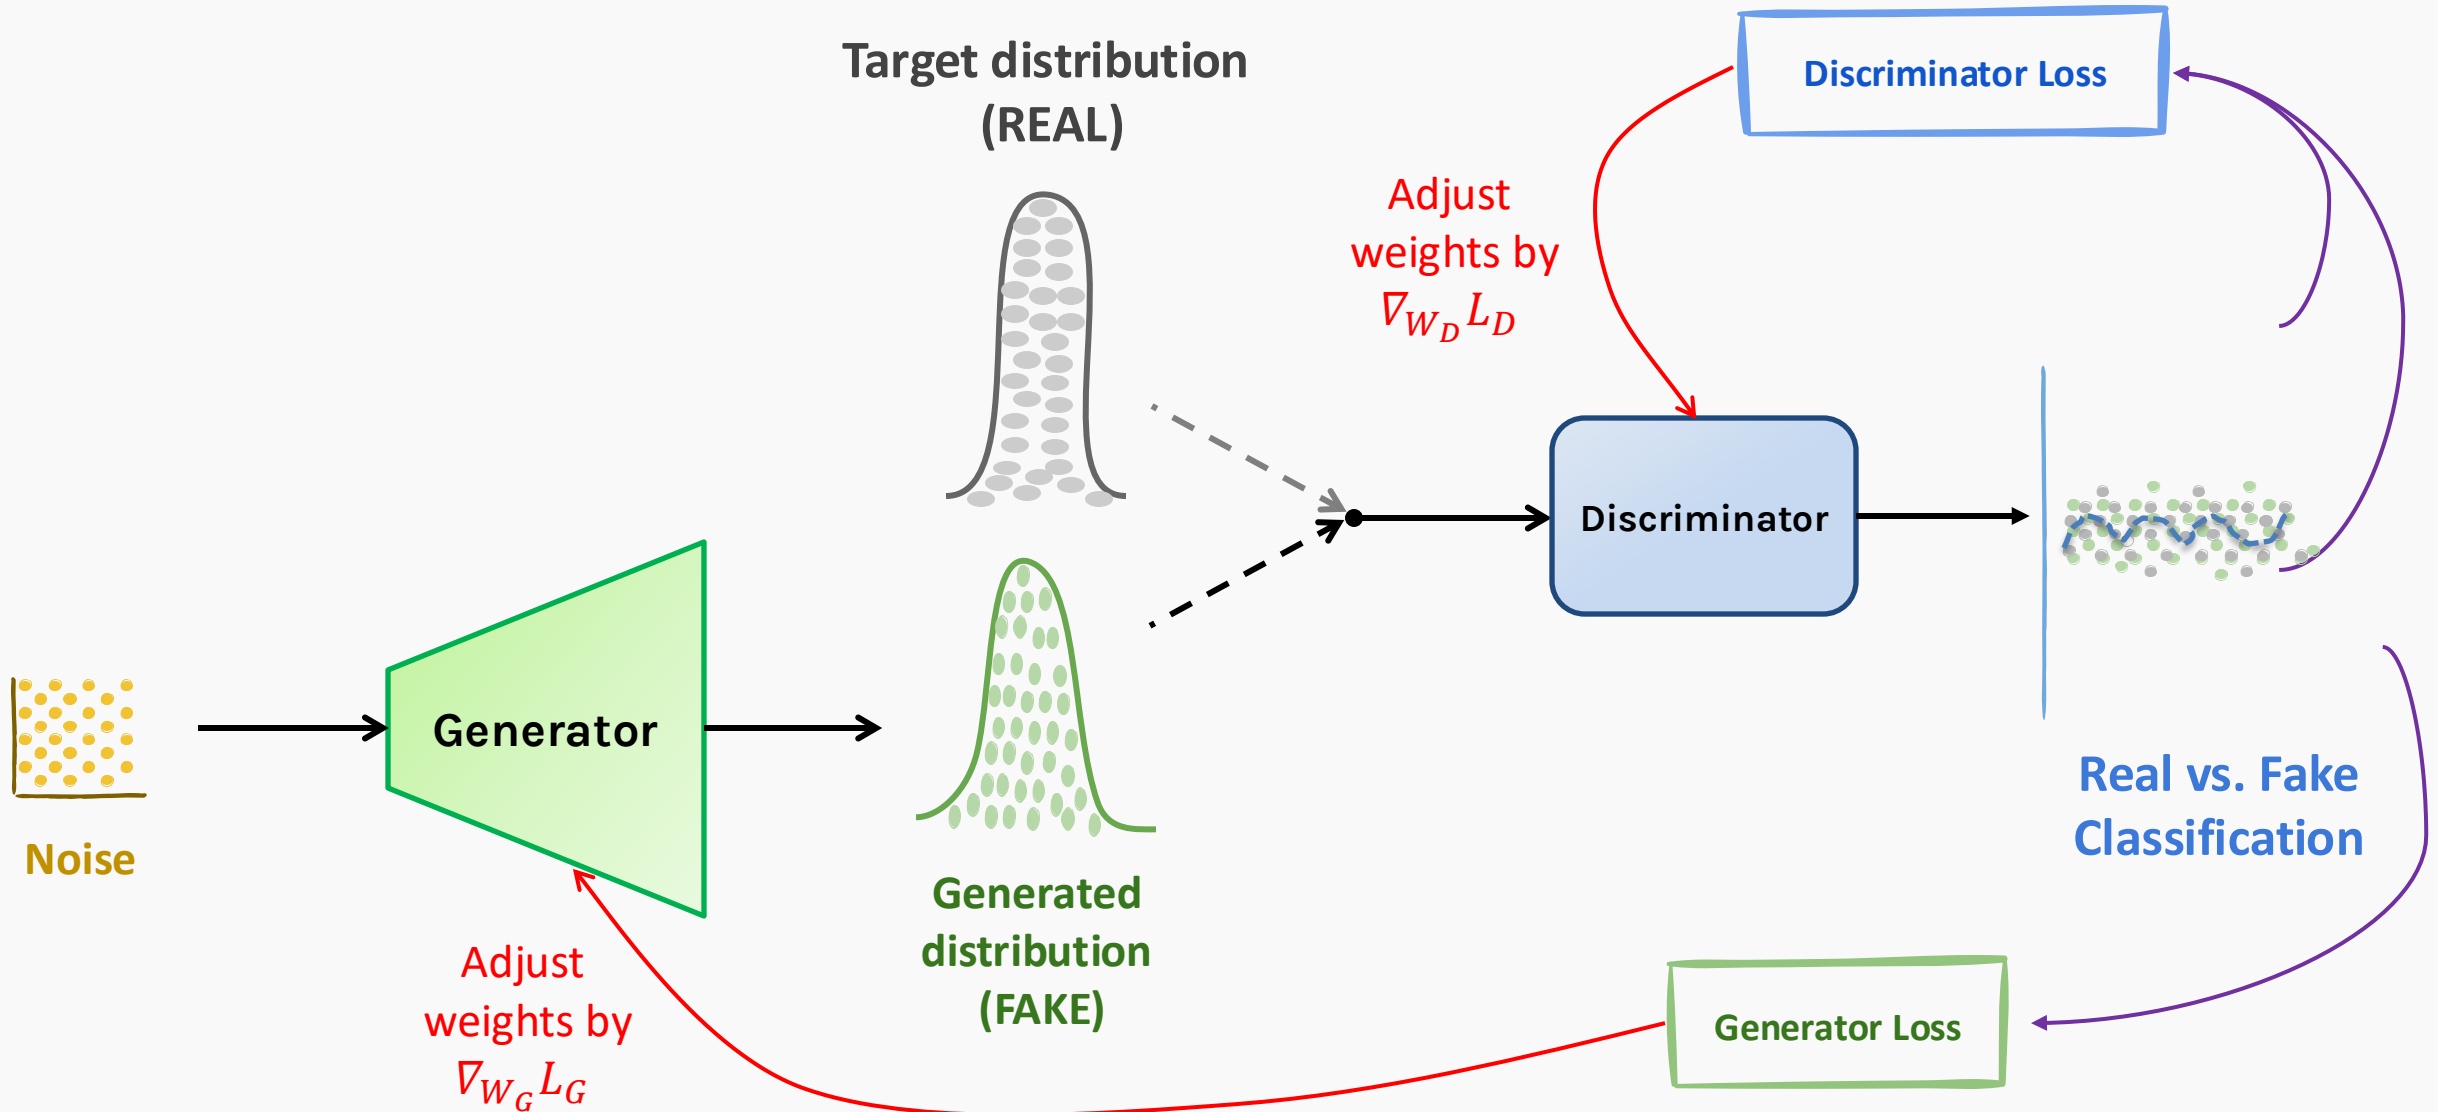 Target distribution
(REAL)
Discriminator Loss
Adjust
weights by
∇_{W_D} L_D
Discriminator
Generator
Noise
Real vs. Fake
Classification
Generated
distribution
(FAKE)
Adjust
weights by
∇_{W_G} L_G
Generator Loss